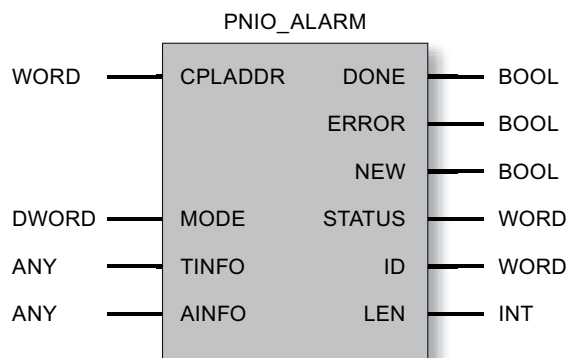 PNIO_ALARM
WORD CPLADDR DONE BOOL
ERROR BOOL
NEW BOOL
DWORD MODE STATUS WORD
ANY TINFO ID WORD
ANY AINFO LEN INT